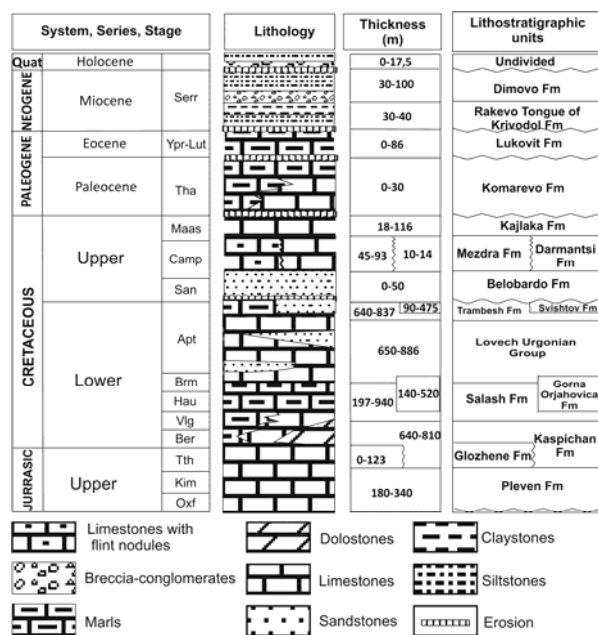 System, Series, Stage
Lithology
Thickness
(m)
Lithostratigraphic
units
Quat
Holocene
0-17,5
Undivided
NEOGENE
Miocene
Serr
30-100
Dimovo Fm
30-40
Rakevo Tongue of
Krivodol Fm
PALEOGENE
Eocene
Ypr-Lut
0-86
Lukovit Fm
Paleocene
Tha
0-30
Komarevo Fm
CRETACEOUS
Upper
Maas
18-116
Kajlaka Fm
Camp
45-93
10-14
Mezdra Fm
Darmantsi
Fm
San
0-50
Belobardo Fm
Lower
Apt
640-837
90-475
Trambesh Fm
Svishtov Fm
650-886
Lovech Urgonian
Group
Brm
Hau
197-940
140-520
Salash Fm
Gorna
Orjahovica
Fm
Vlg
Ber
640-810
Kaspichan
Fm
JURRASIC
Upper
Tth
0-123
Glozhene Fm
Kim
Oxf
180-340
Pleven Fm
Limestones with
flint nodules
Dolostones
Claystones
Breccia-conglomerates
Limestones
Siltstones
Marls
Sandstones
Erosion